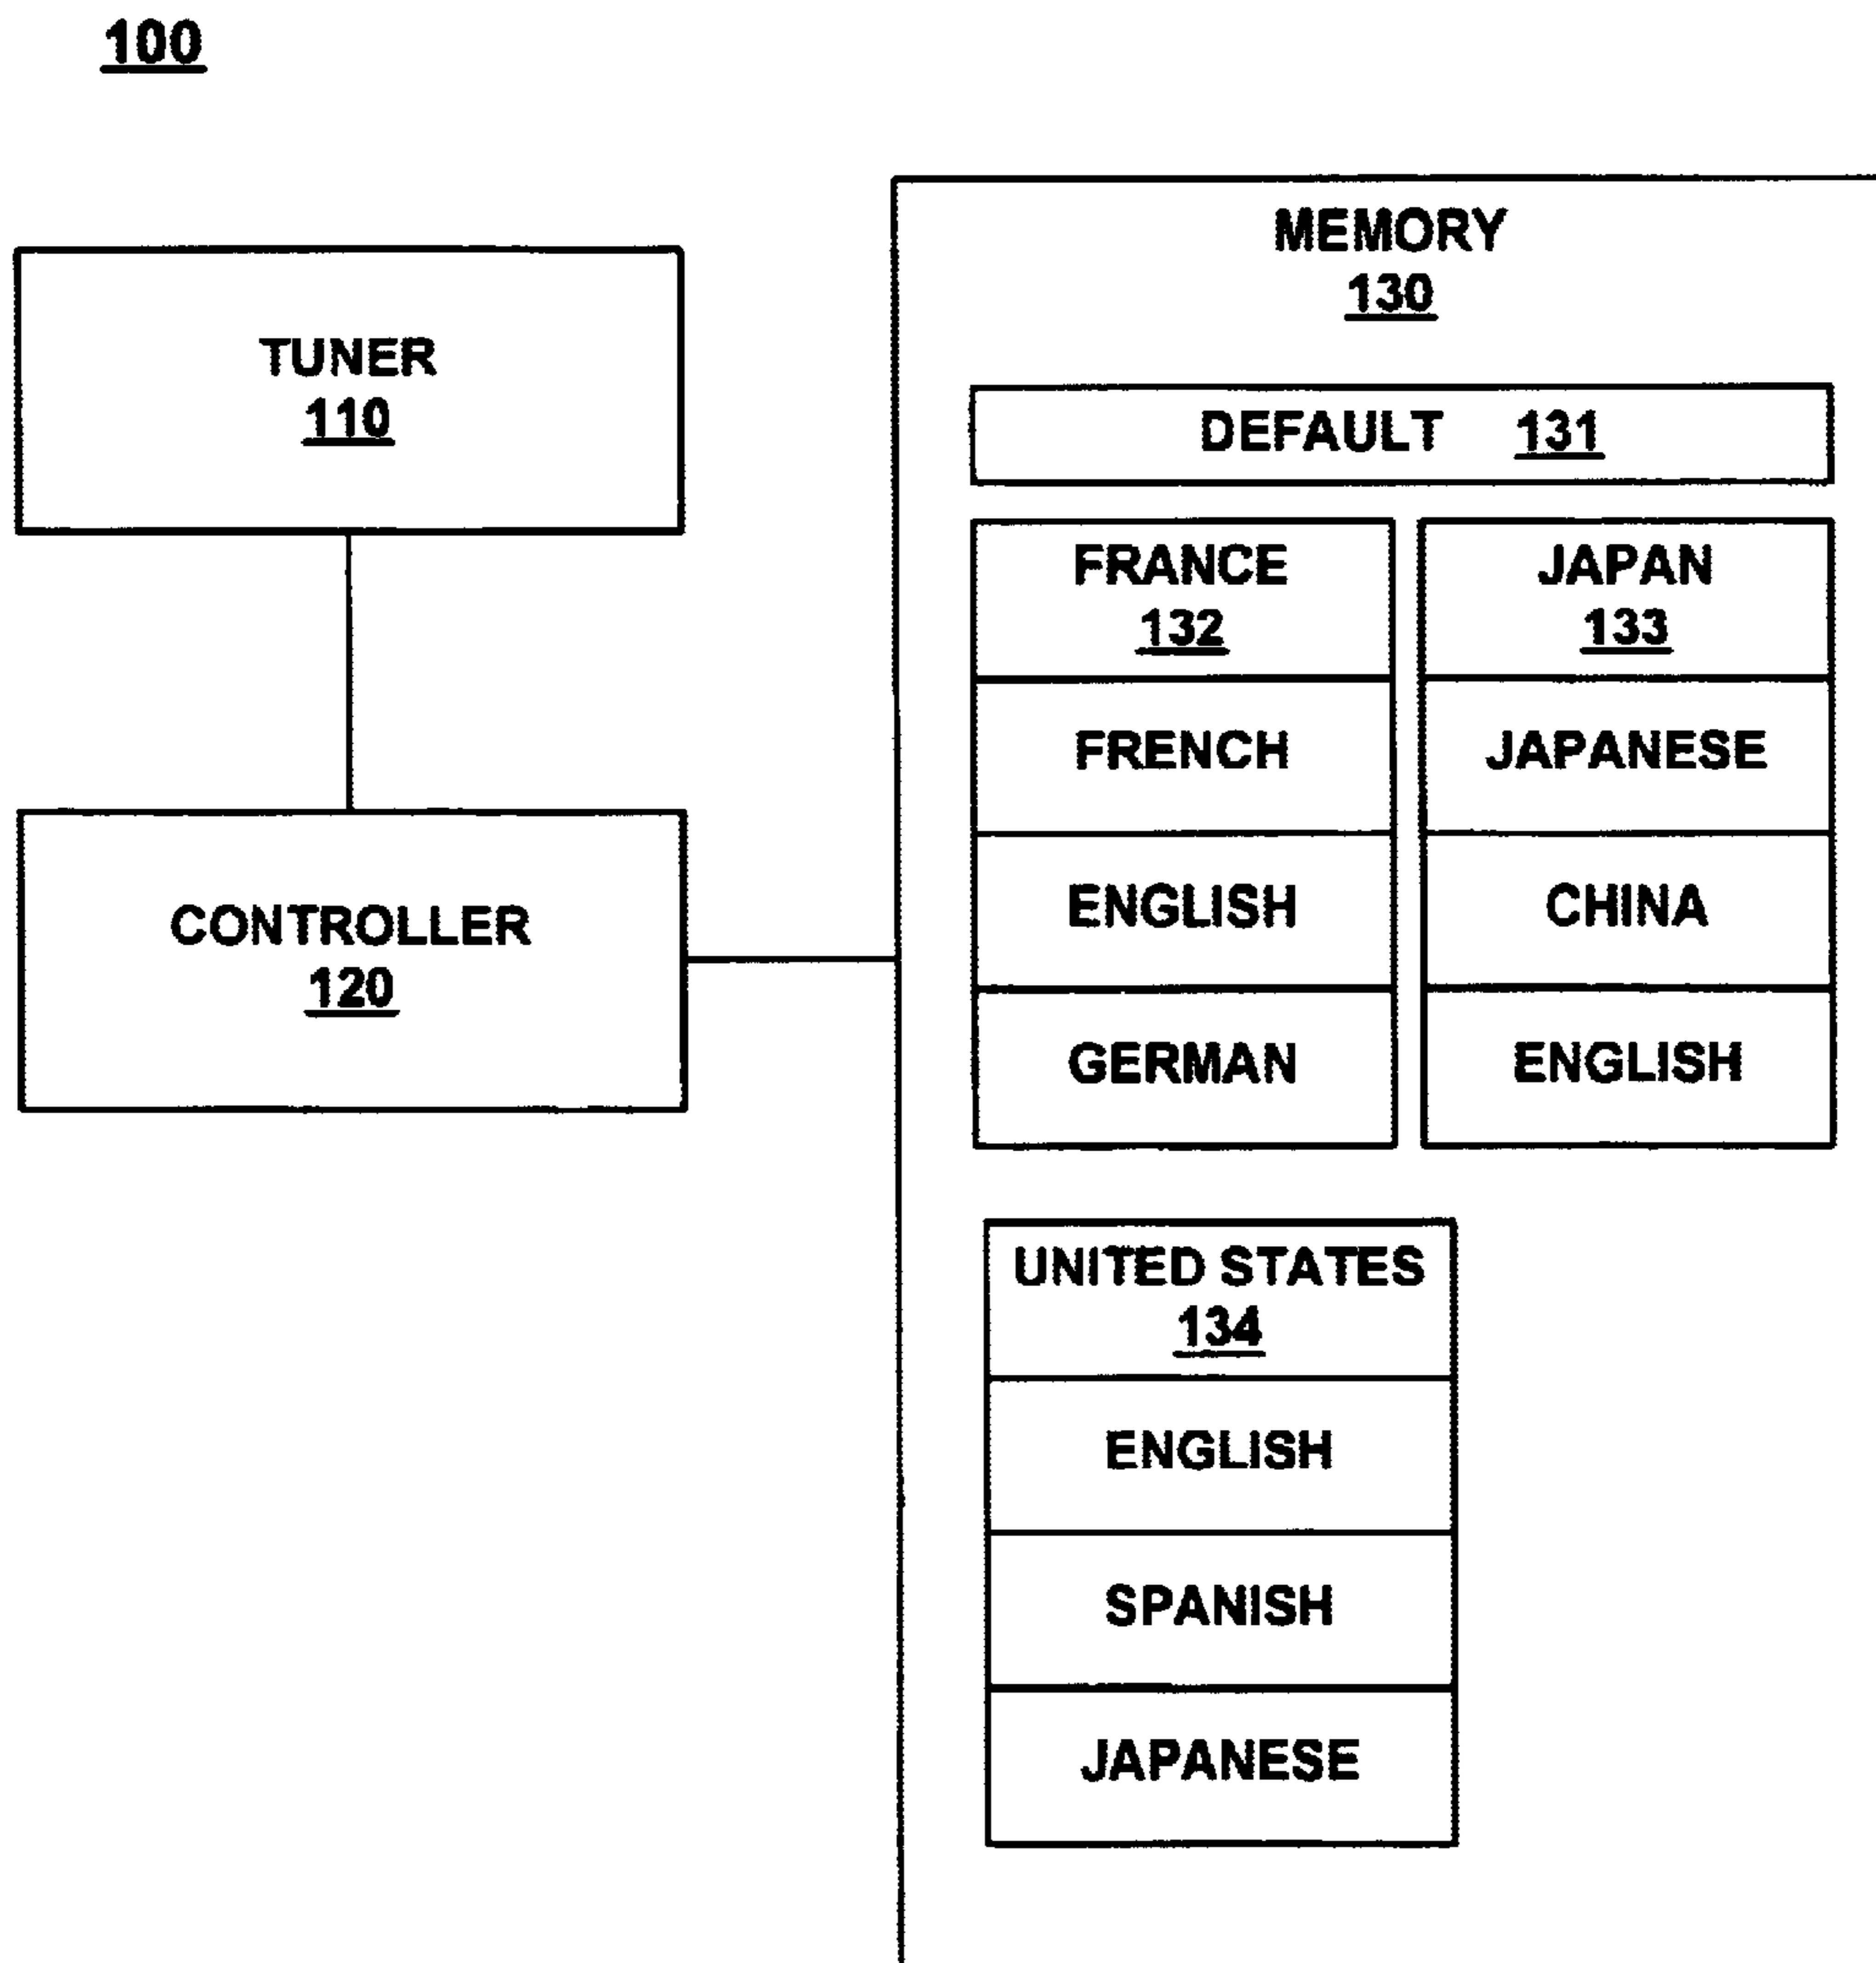 100
TUNER
110
CONTROLLER
120
MEMORY
130
DEFAULT 131
FRANCE
132
FRENCH
ENGLISH
GERMAN
JAPAN
133
JAPANESE
CHINA
ENGLISH
UNITED STATES
134
ENGLISH
SPANISH
JAPANESE